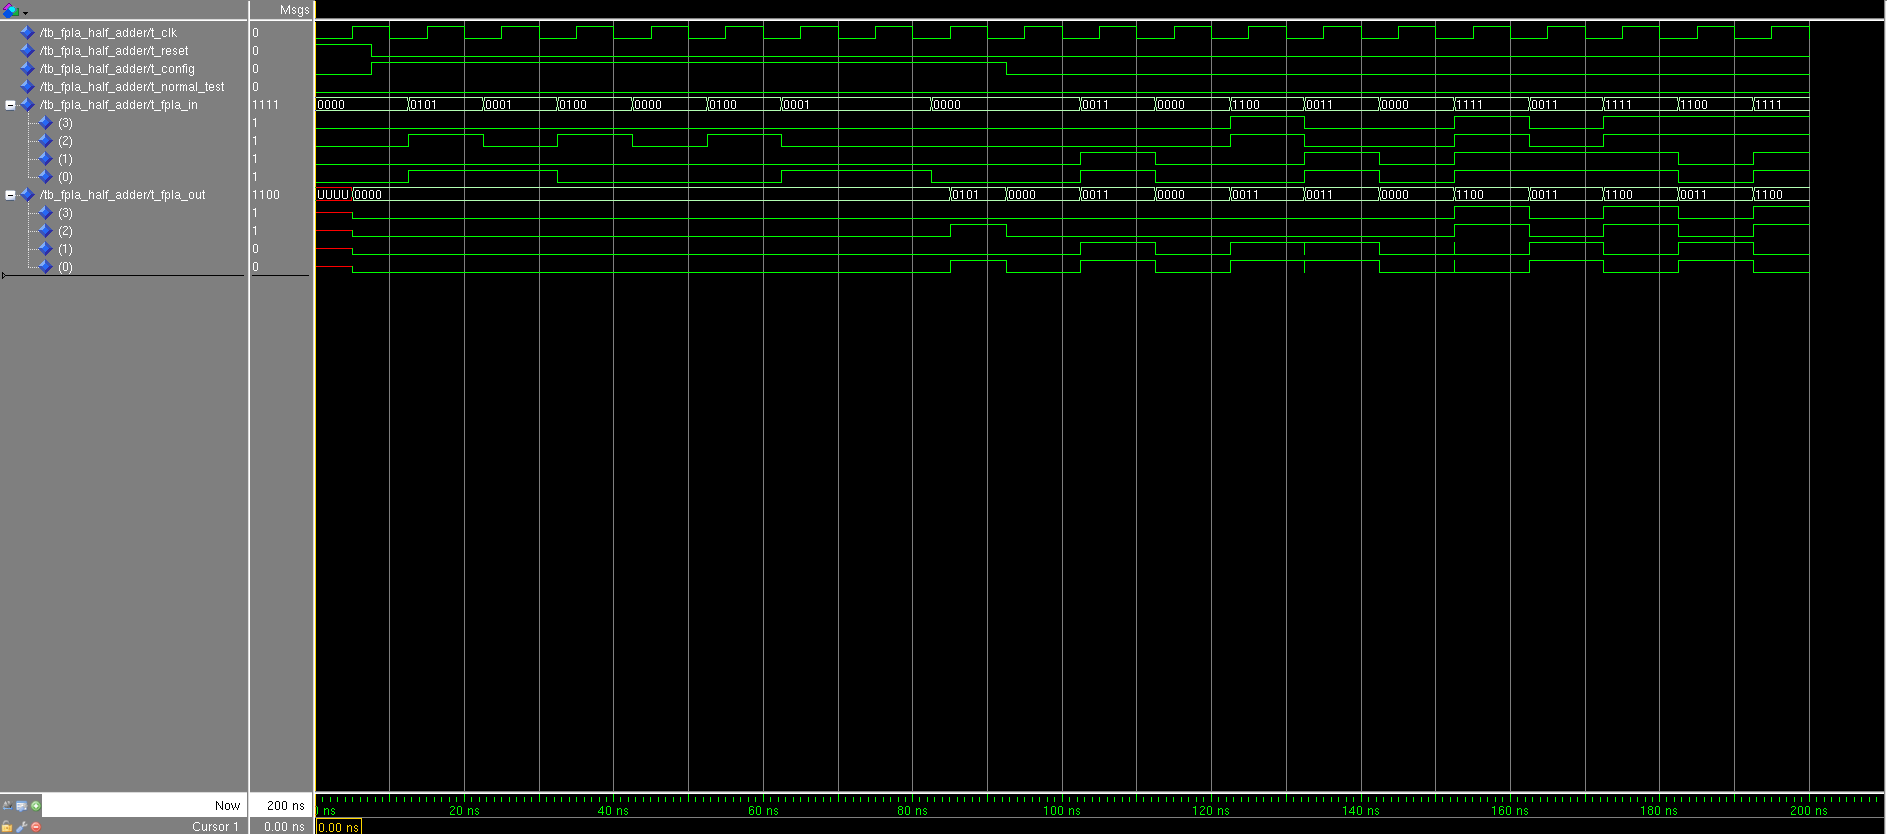 Msgs
/tb_fpla_half_adder/t_clk 0
/tb_fpla_half_adder/t_reset 0
/tb_fpla_half_adder/t_config 0
/tb_fpla_half_adder/t_normal_test 0
/tb_fpla_half_adder/t_fpla_in 1111 0000 0101 0001 0100 0000 0100 0001 0000 0011 0000 1100 0011 0000 1111 0011 1111 1100 1111
(3) 1
(2) 1
(1) 1
(0) 1
/tb_fpla_half_adder/t_fpla_out 1100 UUUU 0000 0101 0000 0011 0000 0011 0011 0000 1100 0011 1100 0011 1100
(3) 1
(2) 1
(1) 0
(0) 0
Now 200 ns ns 20 ns 40 ns 60 ns 80 ns 100 ns 120 ns 140 ns 160 ns 180 ns 200 ns
Cursor 1 0.00 ns 0.00 ns